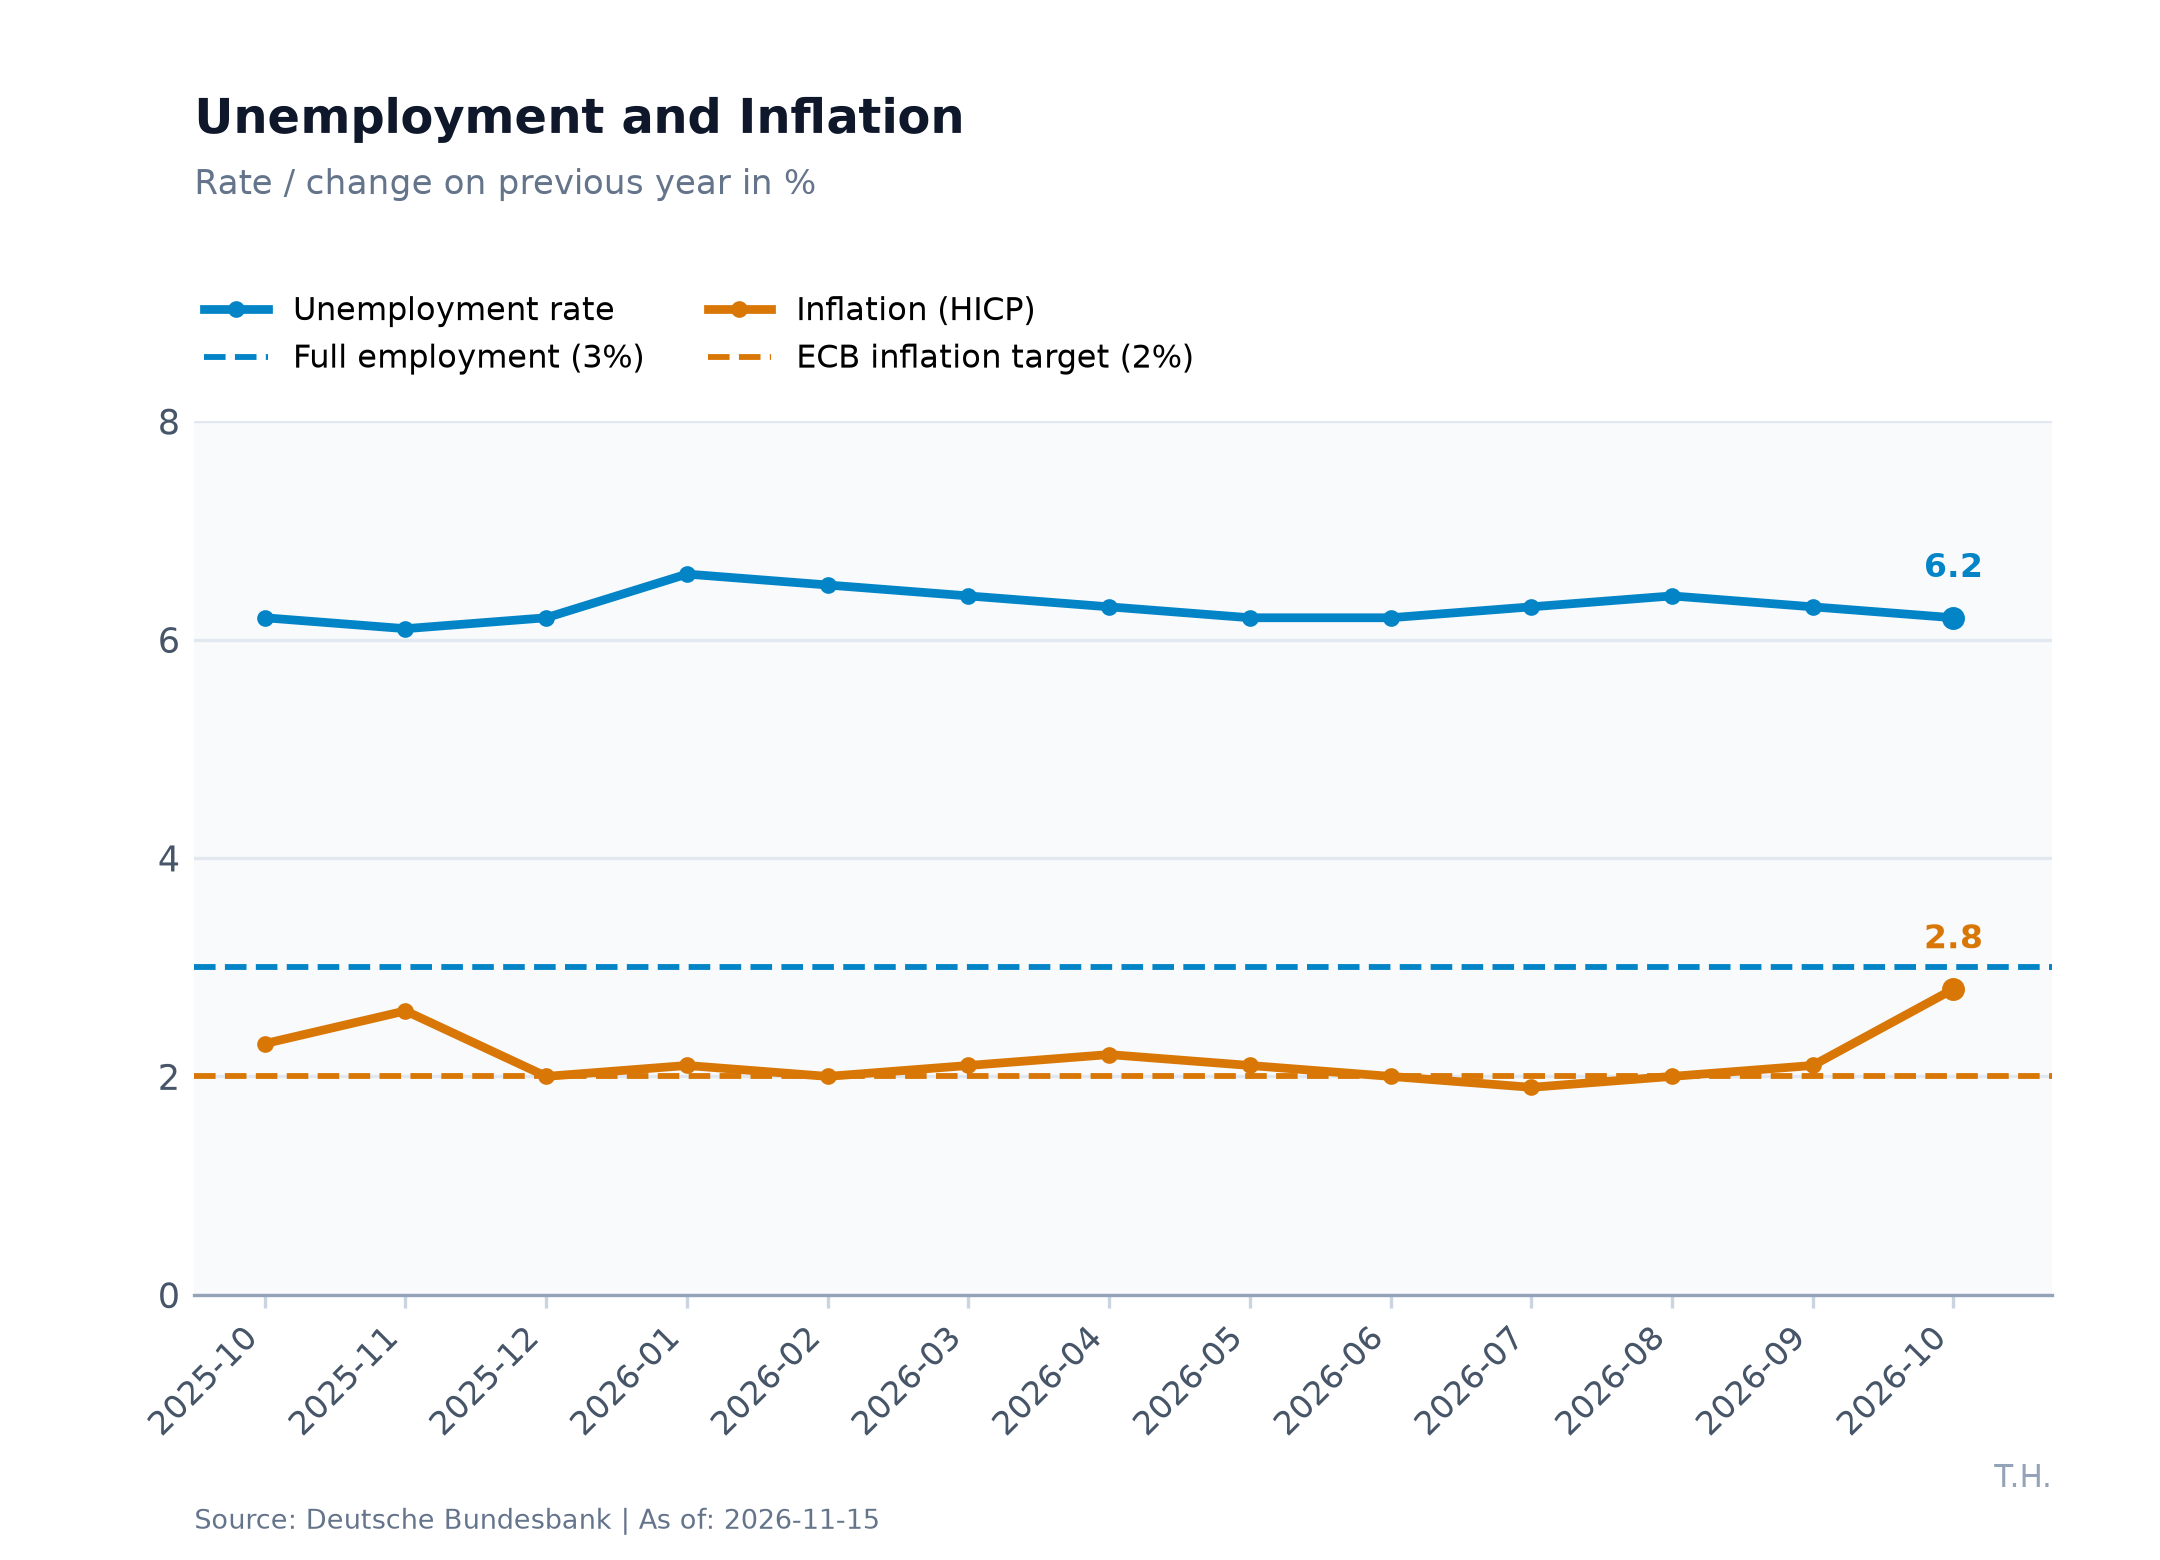 Unemployment and Inflation
Rate / change on previous year in %
Unemployment rate
Inflation (HICP)
Full employment (3%)
ECB inflation target (2%)
8
6
4
2
0
6.2
2.8
2025-10
2025-11
2025-12
2026-01
2026-02
2026-03
2026-04
2026-05
2026-06
2026-07
2026-08
2026-09
2026-10
T.H.
Source: Deutsche Bundesbank | As of: 2026-11-15